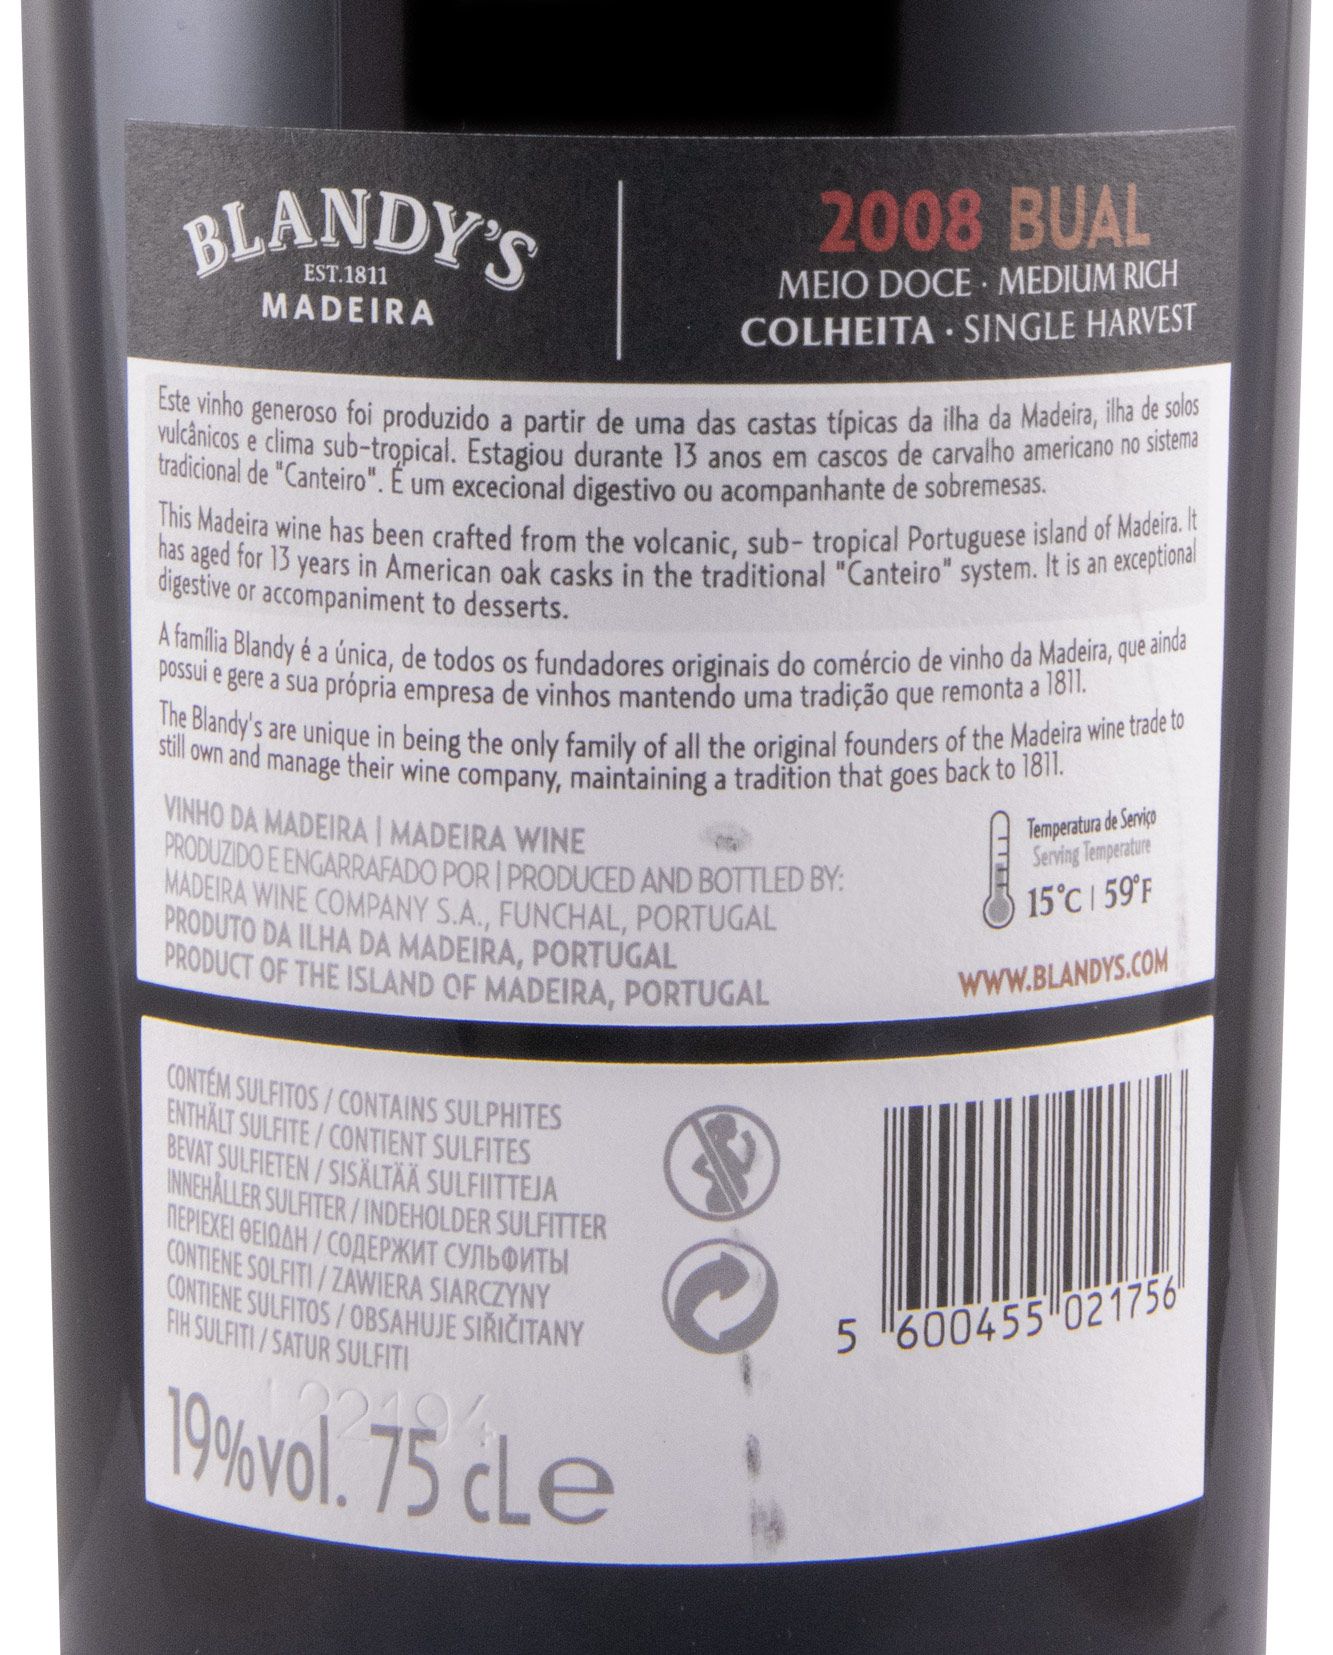 BLANDY'S
EST.1811
MADEIRA
2008 BUAL
MEIO DOCE · MEDIUM RICH
COLHEITA · SINGLE HARVEST
Este vinho generoso foi produzido a partir de uma das castas típicas da ilha da Madeira, ilha de solos
vulcânicos e clima sub-tropical. Estagiou durante 13 anos em cascos de carvalho americano no sistema
tradicional de "Canteiro". É um excecional digestivo ou acompanhante de sobremesas.
This Madeira wine has been crafted from the volcanic, sub- tropical Portuguese island of Madeira. It
has aged for 13 years in American oak casks in the traditional "Canteiro" system. It is an exceptional
digestive or accompaniment to desserts.
A família Blandy é a única, de todos os fundadores originais do comércio de vinho da Madeira, que ainda
possui e gere a sua própria empresa de vinhos mantendo uma tradição que remonta a 1811.
The Blandy's are unique in being the only family of all the original founders of the Madeira wine trade to
still own and manage their wine company, maintaining a tradition that goes back to 1811.
VINHO DA MADEIRA | MADEIRA WINE
PRODUZIDO E ENGARRAFADO POR | PRODUCED AND BOTTLED BY:
MADEIRA WINE COMPANY S.A., FUNCHAL, PORTUGAL
PRODUTO DA ILHA DA MADEIRA, PORTUGAL
PRODUCT OF THE ISLAND OF MADEIRA, PORTUGAL
Temperatura de Serviço
Serving Temperature
15°C | 59°F
WWW.BLANDYS.COM
CONTÉM SULFITOS / CONTAINS SULPHITES
ENTHÄLT SULFITE / CONTIENT SULFITES
BEVAT SULFIETEN / SISÄLTÄÄ SULFIITTEJA
INNEHÅLLER SULFITER / INDEHOLDER SULFITTER
ΠΕΡΙΕΧΕΙ ΘΕΙΩΔΗ / СОДЕРЖИТ СУЛЬФИТЫ
CONTIENE SOLFITI / ZAWIERA SIARCZYNY
CONTIENE SULFITOS / OBSAHUJE SIŘIČITANY
FIH SULFITI / SATUR SULFITI
L22194
19%vol. 75 cLe
5 600455 021756